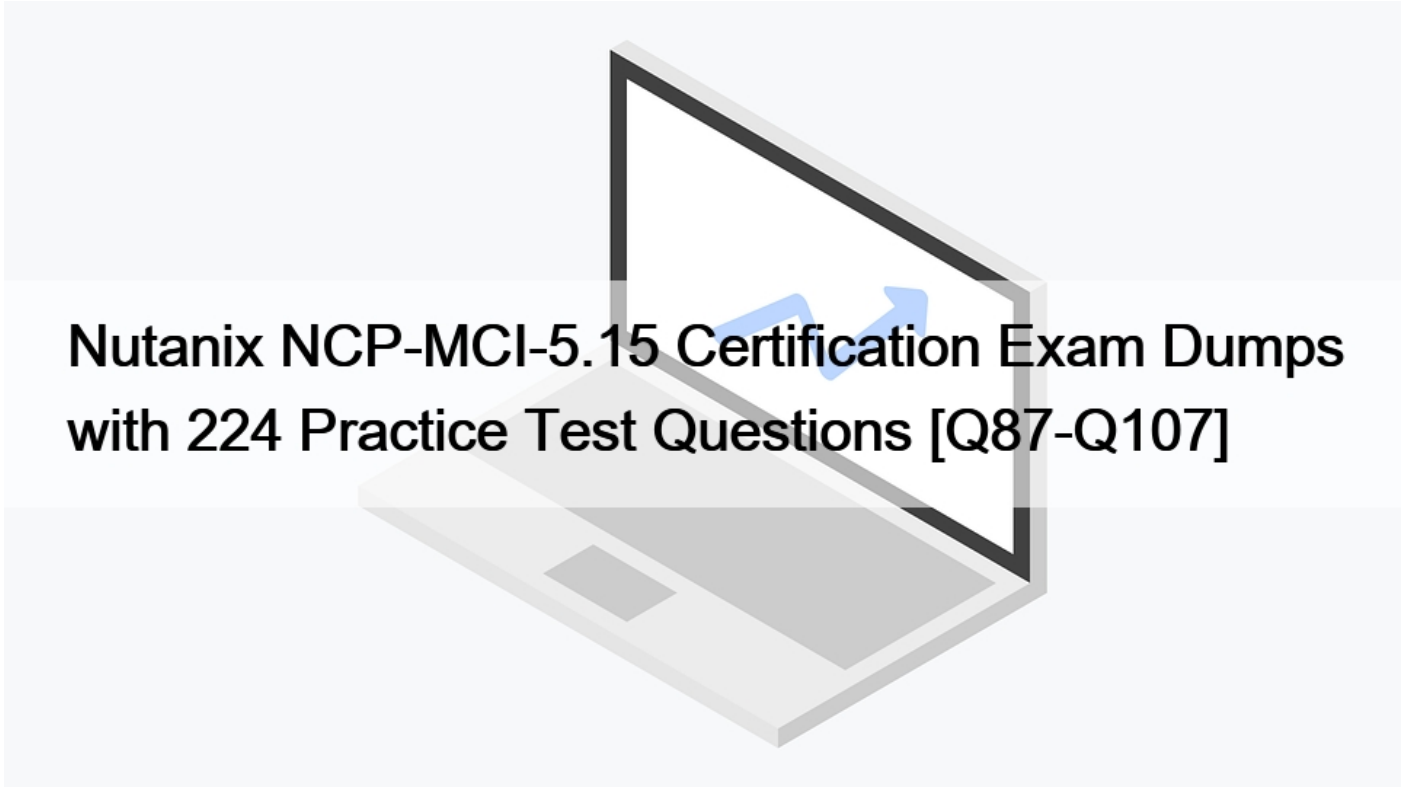 Nutanix NCP-MCI-5.15 Certification Exam Dumps
with 224 Practice Test Questions [Q87-Q107]